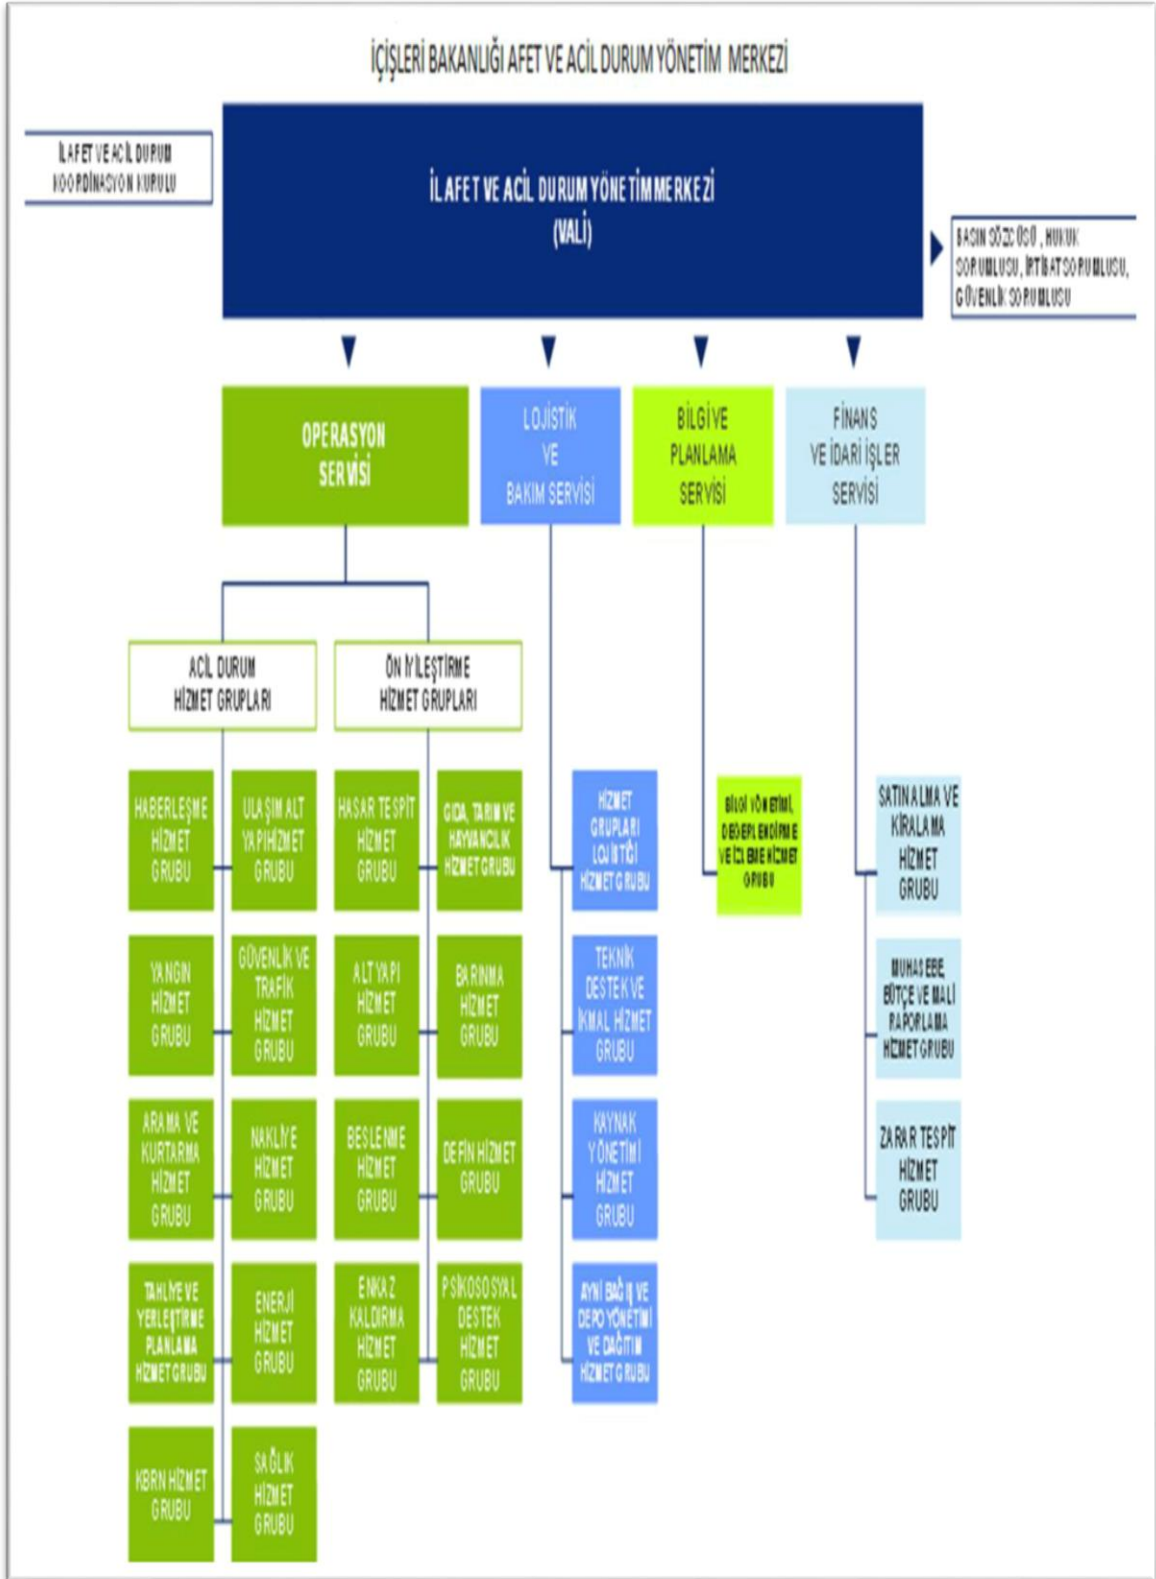 İÇİŞLERİ BAKANLIĞI AFET VE ACİL DURUM YÖNETİM MERKEZİ
İL AFET VE ACİL DURUM
KOORDİNASYON KURULU
İL AFET VE ACİL DURUM YÖNETİM MERKEZİ
(VALİ)
BASIN SÖZCÜSÜ, HUKUK
SORUMLUSU, İRTİBAT SORUMLUSU,
GÜVENLİK SORUMLUSU
OPERASYON
SERVİSİ
LOJİSTİK
VE
BAKIM SERVİSİ
BİLGİ VE
PLANLAMA
SERVİSİ
FİNANS
VE İDARİ İŞLER
SERVİSİ
ACİL DURUM
HİZMET GRUPLARI
ÖN İYİLEŞTİRME
HİZMET GRUPLARI
HABERLEŞME
HİZMET
GRUBU
ULAŞIM ALT
YAPI HİZMET
GRUBU
HASAR TESPİT
HİZMET
GRUBU
GIDA, TARIM VE
HAYVANCILIK
HİZMET GRUBU
HİZMET
GRUPLARI
LOJİSTİĞİ
HİZMET GRUBU
BİLGİ YÖNETİMİ,
DEĞERLENDİRME
VE İZLEME HİZMET
GRUBU
SATINALMA VE
KİRALAMA
HİZMET
GRUBU
YANGIN
HİZMET
GRUBU
GÜVENLİK VE
TRAFİK
HİZMET
GRUBU
ALT YAPI
HİZMET
GRUBU
BARINMA
HİZMET
GRUBU
TEKNİK
DESTEK VE
İKMAL HİZMET
GRUBU
MUHASEBE,
BÜTÇE VE MALİ
RAPORLAMA
HİZMET GRUBU
ARAMA VE
KURTARMA
HİZMET
GRUBU
NAKLİYE
HİZMET
GRUBU
BESLENME
HİZMET
GRUBU
DEFİN HİZMET
GRUBU
KAYNAK
YÖNETİMİ
HİZMET
GRUBU
ZARAR TESPİT
HİZMET
GRUBU
TAHLİYE VE
YERLEŞTİRME
PLANLAMA
HİZMET GRUBU
ENERJİ
HİZMET
GRUBU
ENKAZ
KALDIRMA
HİZMET
GRUBU
PSİKOSOSYAL
DESTEK
HİZMET
GRUBU
AYNİ BAĞIŞ VE
DEPO YÖNETİMİ
VE DAĞITIM
HİZMET GRUBU
KBRN HİZMET
GRUBU
SAĞLIK
HİZMET
GRUBU